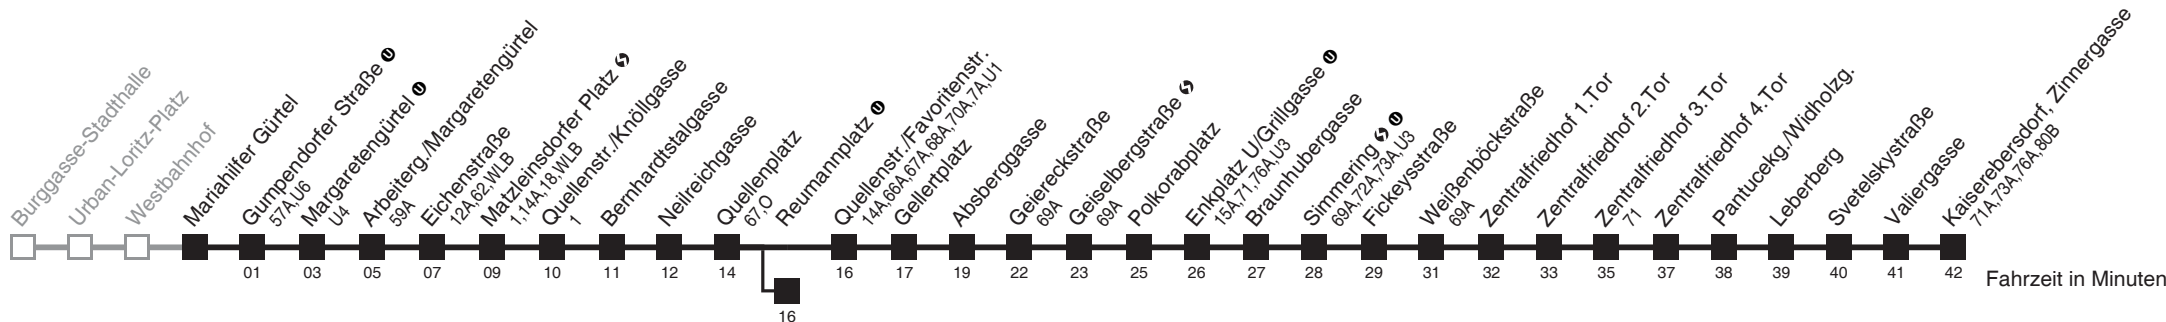 Burggasse-Stadthalle
Urban-Loritz-Platz
Westbahnhof
Mariahilfer Gürtel
Gumpendorfer Straße U
57A,U6
Margaretengürtel U
U4
Arbeiterg./Margaretengürtel
59A
Eichenstraße
12A,62,WLB
Matzleinsdorfer Platz S
1,14A,18,WLB
Quellenstr./Knöllgasse
1
Bernhardtstalgasse
Neilreichgasse
Quellenplatz
67,O
Reumannplatz U
Quellenstr./Favoritenstr.
14A,66A,67A,68A,70A,7A,U1
Gellertplatz
Absberggasse
Geiereckstraße
69A
Geiselbergstraße S
69A
Polkorabplatz
Enkplatz U/Grillgasse U
15A,71,76A,U3
Braunhubergasse
Simmering S U
69A,72A,73A,U3
Fickeysstraße
Weißenböckstraße
69A
Zentralfriedhof 1.Tor
Zentralfriedhof 2.Tor
Zentralfriedhof 3.Tor
71
Zentralfriedhof 4.Tor
Pantucekg./Widholzg.
Leberberg
Svetelskystraße
Valiergasse
Kaiserebersdorf, Zinnergasse
71A,73A,76A,80B
01 03 05 07 09 10 11 12 14 16 17 19 22 23 25 26 27 28 29 31 32 33 35 37 38 39 40 41 42
Fahrzeit in Minuten
16